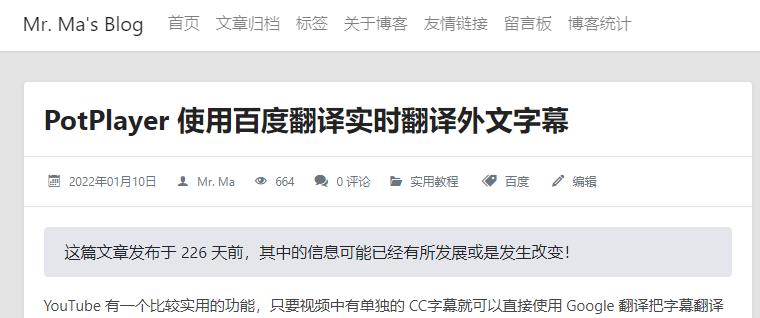 Mr. Ma's Blog 首页 文章归档 标签 关于博客 友情链接 留言板 博客统计
PotPlayer 使用百度翻译实时翻译外文字幕
2022年01月10日 Mr. Ma 664 0 评论 实用教程 百度 编辑
这篇文章发布于 226 天前，其中的信息可能已经有所发展或是发生改变！
YouTube 有一个比较实用的功能，只要视频中有单独的 CC字幕就可以直接使用 Google 翻译把字幕翻译